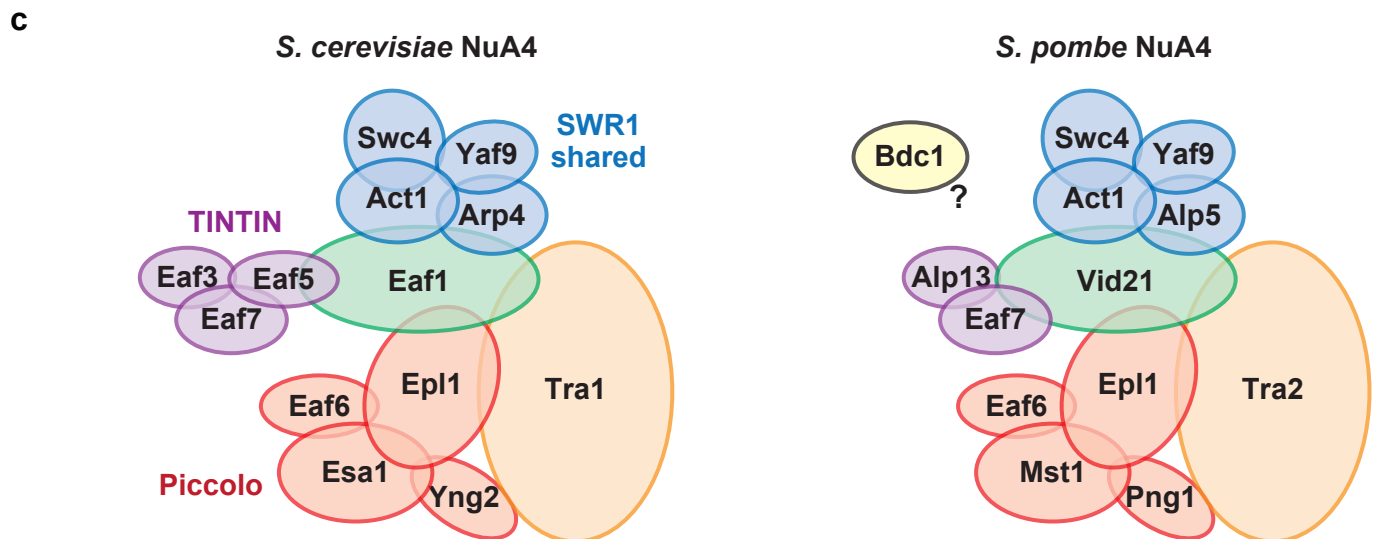 c
S. cerevisiae NuA4
Swc4
Yaf9
SWR1
shared
Act1
Arp4
TINTIN
Eaf3
Eaf5
Eaf1
Eaf7
Epl1
Tra1
Eaf6
Esa1
Piccolo
Yng2
S. pombe NuA4
Bdc1
?
Swc4
Yaf9
Act1
Alp5
Alp13
Vid21
Eaf7
Epl1
Tra2
Eaf6
Mst1
Png1